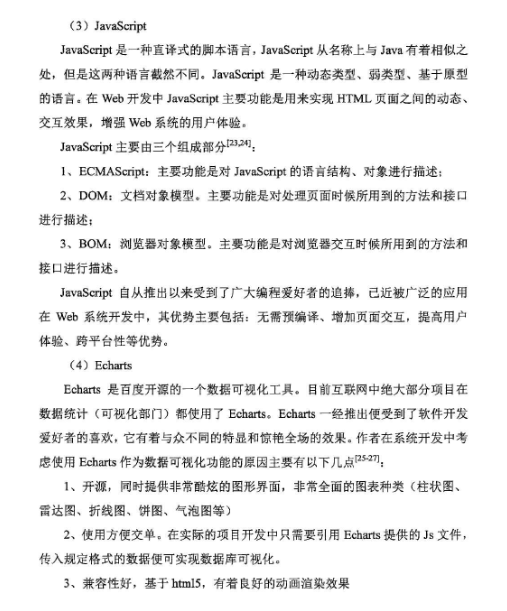 （3）JavaScript
JavaScript 是一种直译式的脚本语言，JavaScript 从名称上与 Java 有着相似之
处，但是这两种语言截然不同。JavaScript 是一种动态类型、弱类型、基于原型
的语言。在 Web 开发中 JavaScript 主要功能是用来实现 HTML 页面之间的动态、
交互效果，增强 Web 系统的用户体验。
JavaScript 主要由三个组成部分[23,24]：
1、ECMAScript：主要功能是对 JavaScript 的语言结构、对象进行描述；
2、DOM：文档对象模型。主要功能是对处理页面时候所用到的方法和接口
进行描述；
3、BOM：浏览器对象模型。主要功能是对浏览器交互时候所用到的方法和
接口进行描述。
JavaScript 自从推出以来受到了广大编程爱好者的追捧，已近被广泛的应用
在 Web 系统开发中，其优势主要包括：无需预编译、增加页面交互，提高用户
体验、跨平台性等优势。
（4）Echarts
Echarts 是百度开源的一个数据可视化工具。目前互联网中绝大部分项目在
数据统计（可视化部门）都使用了 Echarts。Echarts 一经推出便受到了软件开发
爱好者的喜欢，它有着与众不同的特显和惊艳全场的效果。作者在系统开发中考
虑使用 Echarts 作为数据可视化功能的原因主要有以下几点[25-27]：
1、开源，同时提供非常酷炫的图形界面，非常全面的图表种类（柱状图、
雷达图、折线图、饼图、气泡图等）
2、使用方便交单。在实际的项目开发中只需要引用 Echarts 提供的 Js 文件，
传入规定格式的数据便可实现数据库可视化。
3、兼容性好，基于 html5，有着良好的动画渲染效果